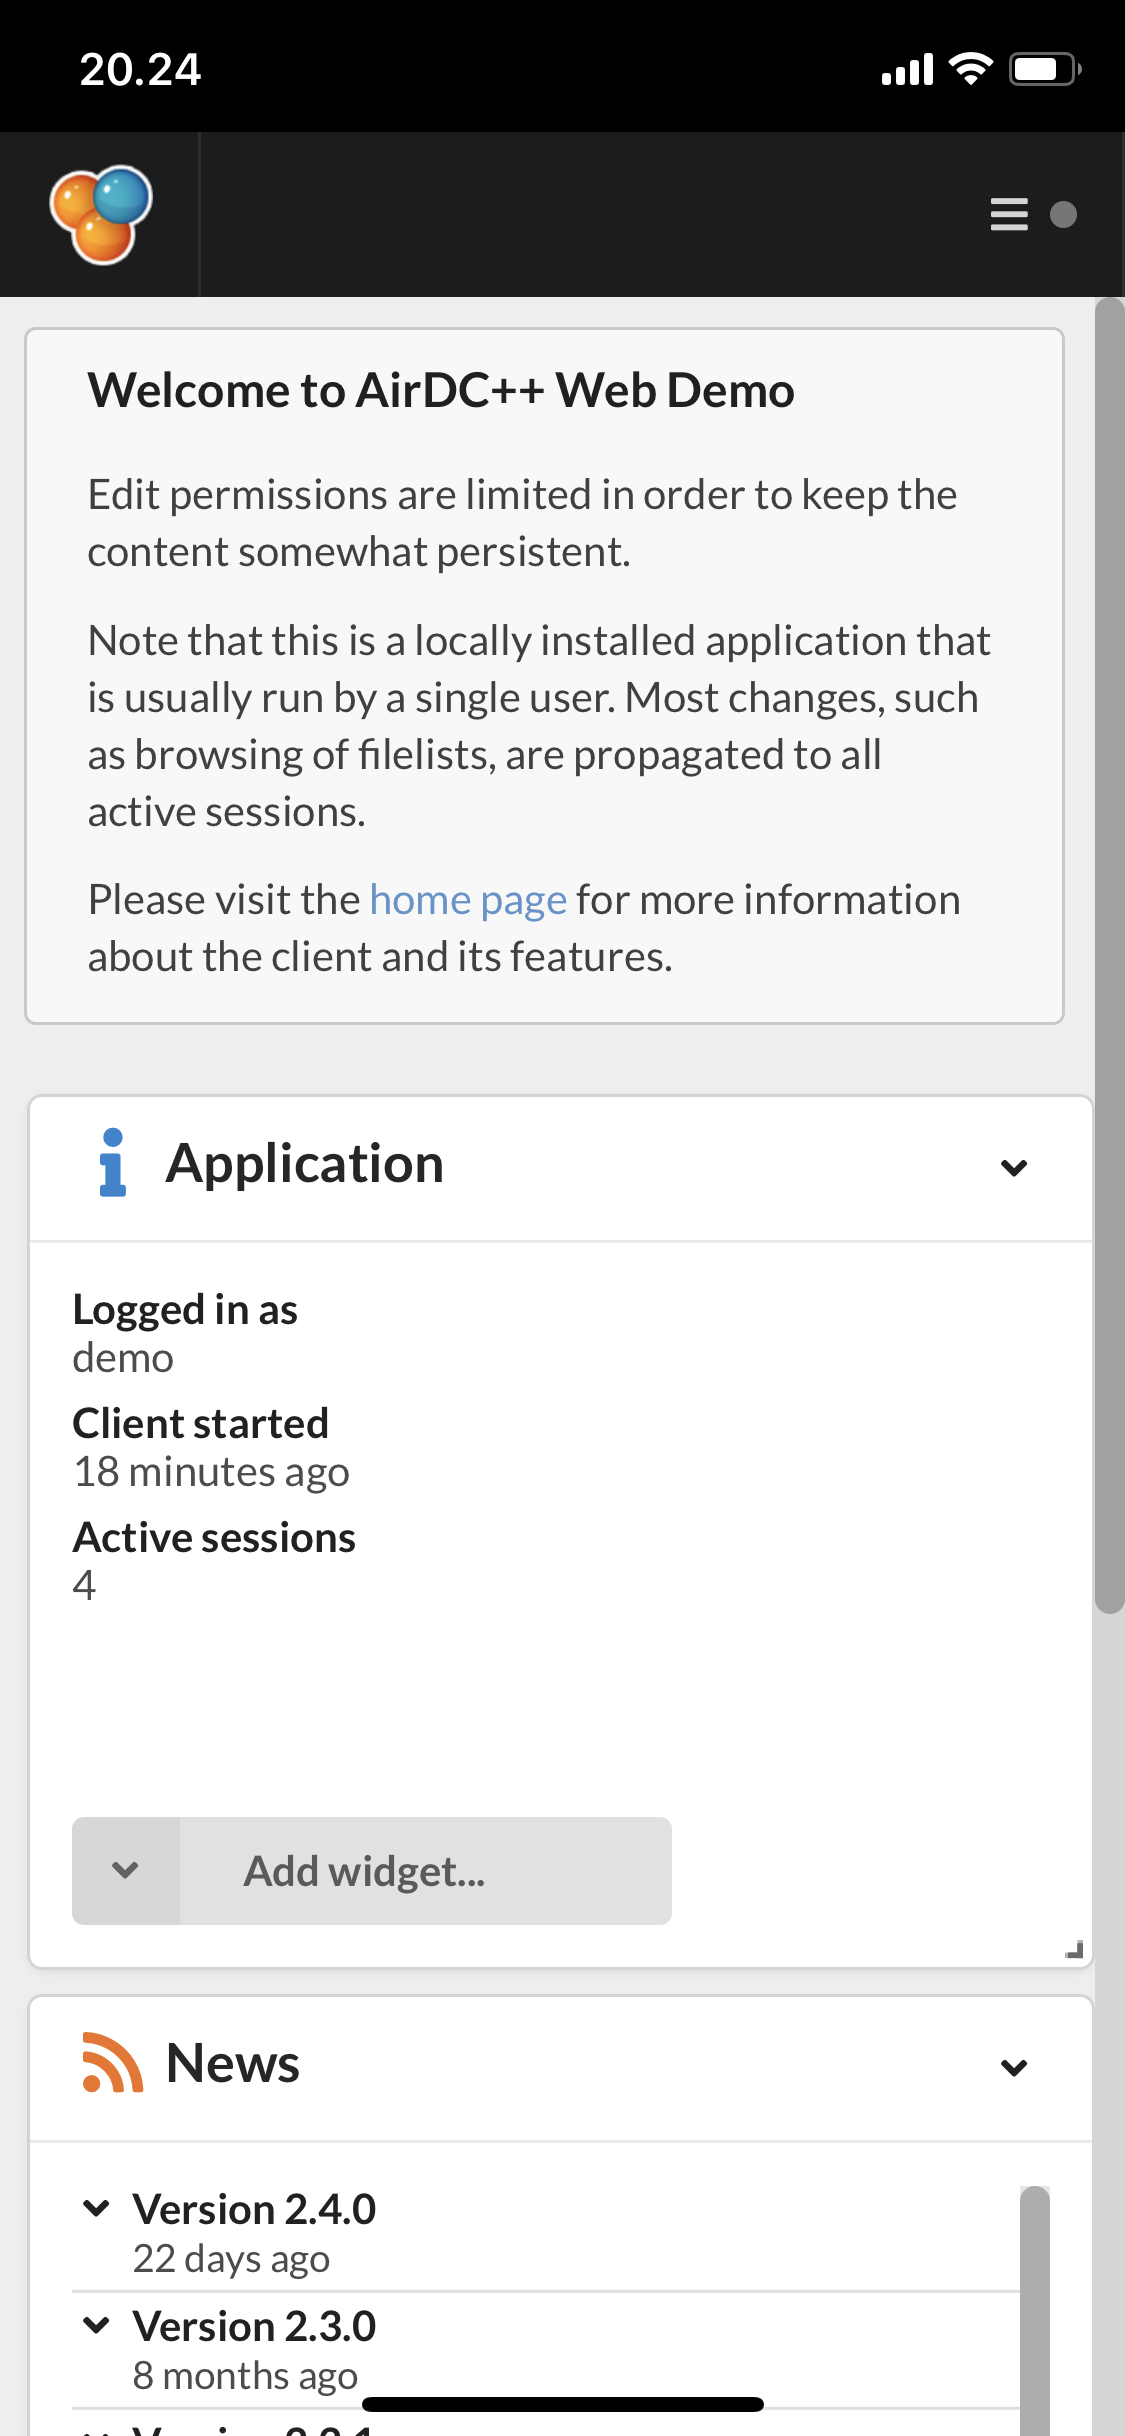 20.24
Welcome to AirDC++ Web Demo
Edit permissions are limited in order to keep the
content somewhat persistent.
Note that this is a locally installed application that
is usually run by a single user. Most changes, such
as browsing of filelists, are propagated to all
active sessions.
Please visit the home page for more information
about the client and its features.
Application
Logged in as
demo
Client started
18 minutes ago
Active sessions
4
Add widget...
News
Version 2.4.0
22 days ago
Version 2.3.0
8 months ago